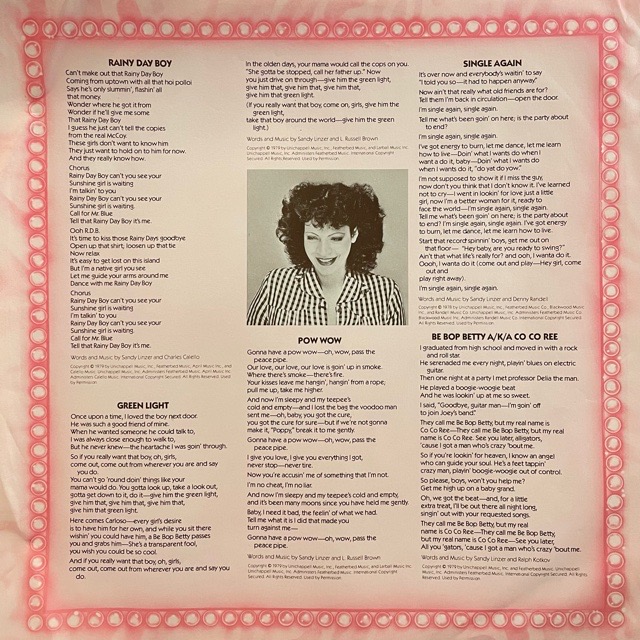 RAINY DAY BOY
Can't make out that Rainy Day Boy
Coming from uptown with all that hoi polloi
Says he's only slummin', flashin' all
that money.
Wonder where he got it from
Wonder if he'll give me some
That Rainy Day Boy
I guess he just can't tell the copies
from the real McCoy.
These girls don't want to know him
They just want to hold on to him for now.
And they really know how.
Chorus
Rainy Day Boy can't you see your
Sunshine girl is waiting
I'm talkin' to you
Rainy Day Boy can't you see your
Sunshine girl is waiting.
Call for Mr. Blue
Tell that Rainy Day Boy it's me.
Ooh R.D.B.
It's time to kiss those Rainy Days goodbye
Open up that shirt, loosen up that tie
Now relax
It's easy to get lost on this island
But I'm a native girl you see
Let me guide your arms around me
Dance with me Rainy Day Boy
Chorus
Rainy Day Boy can't you see your
Sunshine girl is waiting
I'm talking to you
Rainy Day Boy can't you see your
Sunshine girl is waiting.
Call for Mr. Blue
Tell that Rainy Day Boy it's me.
Words and Music by Sandy Linzer and Charles Calello
GREEN LIGHT
Once upon a time, I loved the boy next door.
He was such a good friend of mine.
When he wanted someone he could talk to,
I was always close enough to walk to,
But he never knew—the heartache I was goin' through.
So if you really want that boy, oh, girls,
come out, come out from wherever you are and say
you do.
You can't go 'round doin' things like your
mama would do. You gotta look up, take a look out,
gotta get down to it, do it—give him the green light,
give him that, give him that, give him that,
give him that green light.
Here comes Carioso—every girl's desire
is to have him for her own, and while you sit there
wishin' you could have him, a Be Bop Betty passes
you and grabs him—She's a transparent fool,
you wish you could be so cool.
And if you really want that boy, oh, girls,
come out, come out from wherever you are and say you
do.
In the olden days, your mama would call the cops on you.
"She gotta be stopped, call her father up." Now
you just drive on through—give him the green light,
give him that, give him that, give him that,
give him that green light.
(If you really want that boy, come on, girls, give him the
green light,
take that boy around the world—give him the green
light.)
Words and Music by Sandy Linzer and L. Russell Brown
POW WOW
Gonna have a pow wow—oh, wow, pass the
peace pipe.
Our love, our love, our love is goin' up in smoke.
Where there's smoke—there's fire.
Your kisses leave me hangin', hangin' from a rope,
pull me up, take me higher.
And now I'm sleepy and my teepee's
cold and empty—and I lost the bag the voodoo man
sent me—oh, baby, you got the cure,
you got the cure for sure—but if we're not gonna
make it, "Poppy," break it to me gently
Gonna have a pow wow—oh, wow, pass the
peace pipe.
I give you love, I give you everything I got,
never stop—never tire.
Now you're accusin' me of something that I'm not.
I'm no cheat, I'm no liar.
And now I'm sleepy and my teepee's cold and empty,
and it's been many moons since you have held me gently.
Baby, I need it bad, the feelin' of what we had.
Tell me what it is I did that made you
turn against me—
Gonna have a pow wow—oh, wow, pass the
peace pipe.
Words and Music by Sandy Linzer and L. Russell Brown
SINGLE AGAIN
It's over now and everybody's waitin' to say
"I told you so—it had to happen anyway."
Now ain't that really what old friends are for?
Tell them I'm back in circulation—open the door.
I'm single again, single again.
Tell me what's been goin' on here; is the party about
to end?
I'm single again, single again.
I've got energy to burn, let me dance, let me learn
how to live—Doin' what I wants do when I
want a do it, baby—Doin' what I wants do
when I wants do it, "do yat do yow."
I'm not supposed to show it if I miss the guy,
now don't you think that I don't know it. I've learned
not to cry—I went in lookin' for love just a little
girl, now I'm a better woman for it, ready to
face the world—I'm single again, single again.
Tell me what's been goin' on here; is the party about
to end? I'm single again, single again. I've got energy
to burn, let me dance, let me learn how to live.
Start that record spinnin' boys, get me out on
that floor— "Hey baby, are you ready to swing?"
Ain't that what life's really for? and ooh, I wanta do it.
Oooh, I wanta do it (come out and play—Hey girl, come
out and
play right away).
I'm single again, single again.
Words and Music by Sandy Linzer and Denny Randell
BE BOP BETTY A/K/A CO CO REE
I graduated from high school and moved in with a rock
and roll star.
He serenaded me every night, playin' blues on electric
guitar.
Then one night at a party I met professor Delta the man.
He played a boogie-woogie beat
And he was lookin' up at me so sweet.
I said, "Goodbye, guitar man—I'm goin' off
to join Joey's band."
They call me Be Bop Betty, but my real name is
Co Co Ree—They call me Be Bop Betty, but my real
name is Co Co Ree. See you later, alligators,
'cause I got a man who's crazy 'bout me.
So if you're lookin' for heaven, I know an angel
who can guide your soul. He's a feet tappin'
crazy man, playin' boogie-woogie out of control.
So please, boys, won't you help me?
Get me high up on a baby grand.
Oh, we got the beat—and, for a little
extra treat, I'll be out there all night long,
singin' out with your requested songs.
They call me Be Bop Betty, but my real
name is Co Co Ree—They call me Be Bop Betty,
but my real name is Co Co Ree—See you later,
All you 'gators, 'cause I got a man who's crazy 'bout me.
Words and Music by Sandy Linzer and Ralph Kotkov